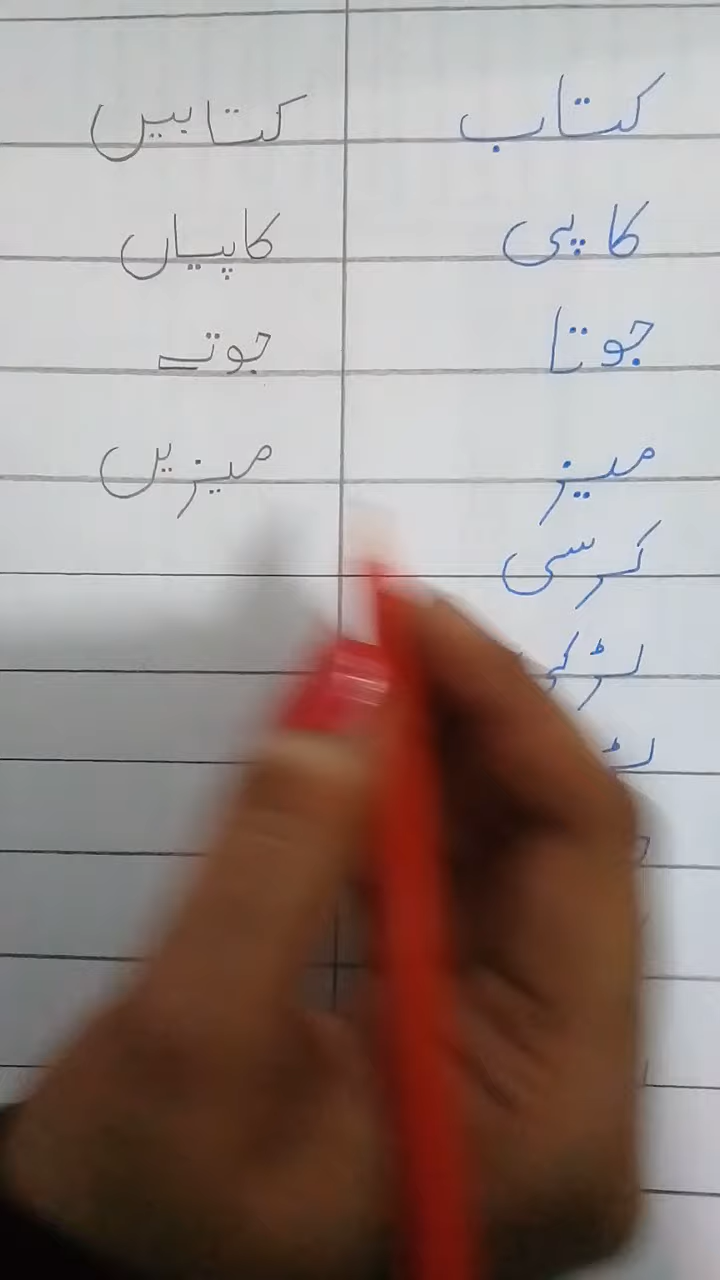 کتاب کتابیں
کاپی کاپیاں
جوتا جوتے
میز میزیں
کرسی